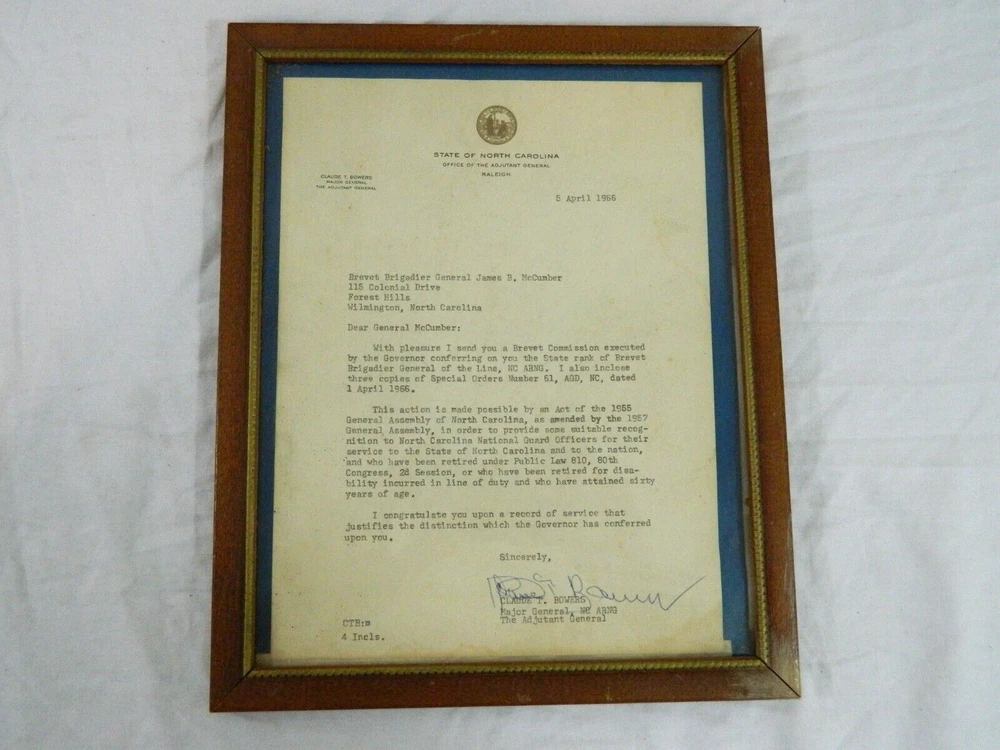 STATE OF NORTH CAROLINA
OFFICE OF THE ADJUTANT GENERAL
RALEIGH
CLAUDE T. BOWERS
MAJOR GENERAL
THE ADJUTANT GENERAL
5 April 1966
Brevet Brigadier General James B. McCumber
115 Colonial Drive
Forest Hills
Wilmington, North Carolina
Dear General McCumber:
With pleasure I send you a Brevet Commission executed
by the Governor conferring on you the State rank of Brevet
Brigadier General of the Line, NC ARNG. I also inclose
three copies of Special Orders Number 61, AGD, NC, dated
1 April 1966.
This action is made possible by an Act of the 1955
General Assembly of North Carolina, as amended by the 1957
General Assembly, in order to provide some suitable recog-
nition to North Carolina National Guard Officers for their
service to the State of North Carolina and to the nation,
and who have been retired under Public Law 810, 80th
Congress, 2d Session, or who have been retired for disa-
bility incurred in line of duty and who have attained sixty
years of age.
I congratulate you upon a record of service that
justifies the distinction which the Governor has conferred
upon you.
Sincerely,
CLAUDE T. BOWERS
Major General, NC ARNG
The Adjutant General
CTB:m
4 Incls.